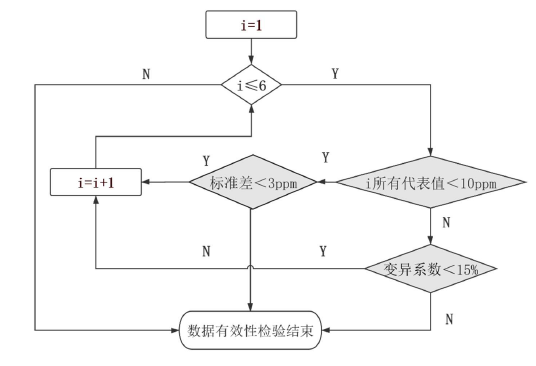 i=1
N
Y
i≤6
Y
Y
i=i+1
标准差<3ppm
i所有代表值<10ppm
N
N
Y
变异系数<15%
N
数据有效性检验结束